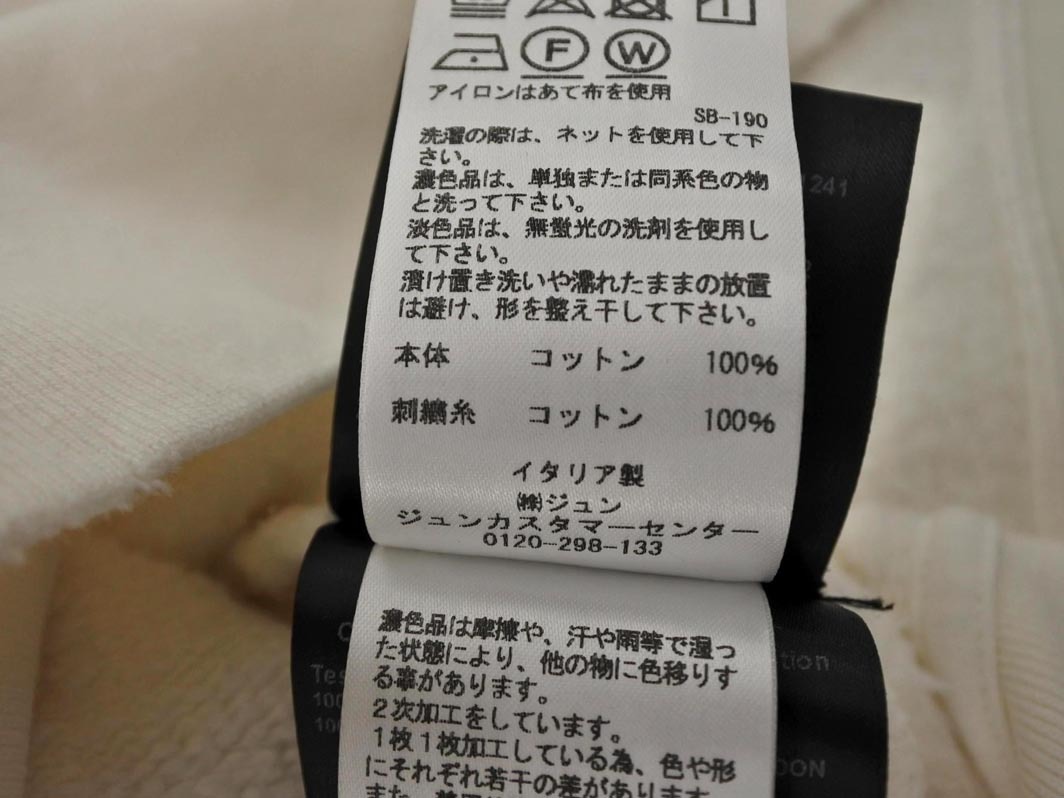 F W
アイロンはあて布を使用
SB-190
洗濯の際は、ネットを使用して下
さい。
濃色品は、単独または同系色の物
と洗って下さい。
淡色品は、無蛍光の洗剤を使用し
て下さい。
漬け置き洗いや濡れたままの放置
は避け、形を整え干して下さい。
本体 コットン 100%
刺繍糸 コットン 100%
イタリア製
㈱ジュン
ジュンカスタマーセンター
0120-298-133
1241
濃色品は摩擦や、汗や雨等で湿っ
た状態により、他の物に色移りす
る事があります。
2次加工をしています。
1枚1枚加工している為、色や形
にそれぞれ若干の差があります。
また、
Tes
100
100
tion